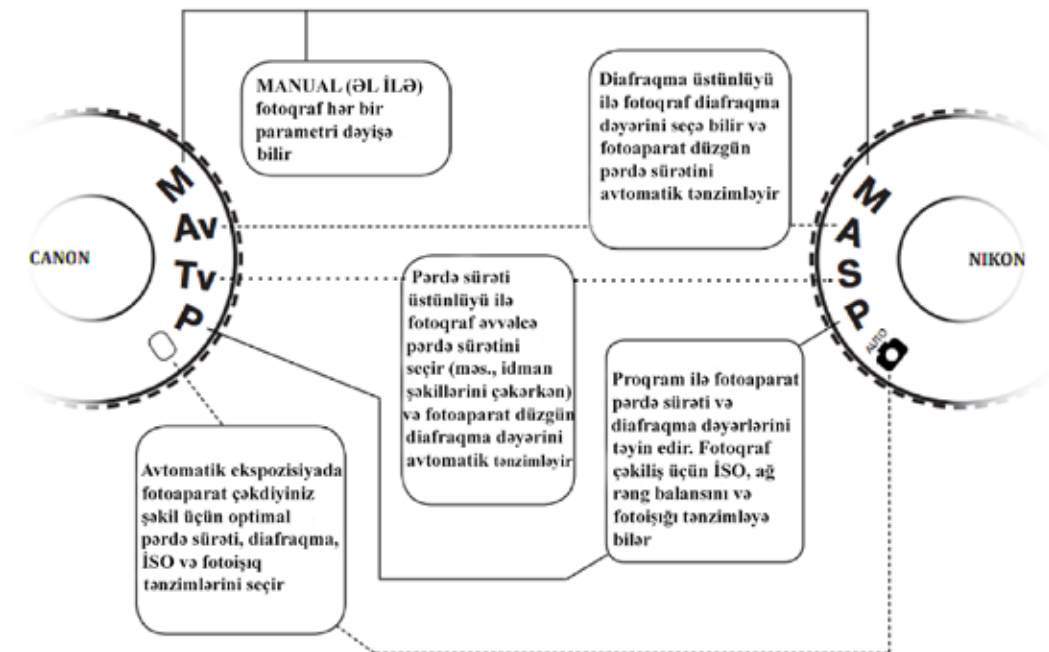 MANUAL (ƏL İLƏ)
fotoqraf hər bir
parametri dəyişə
bilir
Diafraqma üstünlüyü
ilə fotoqraf diafraqma
dəyərini seçə bilir və
fotoaparat düzgün
pərdə sürətini
avtomatik tənzimləyir
M
Av
Tv
P
CANON
M
A
S
P
AUTO
NIKON
Pərdə sürəti
üstünlüyü ilə
fotoqraf əvvəlcə
pərdə sürətini
seçir (məs., idman
şəkillərini çəkərkən)
və fotoaparat düzgün
diafraqma dəyərini
avtomatik tənzimləyir
Proqram ilə fotoaparat
pərdə sürəti və
diafraqma dəyərlərini
təyin edir. Fotoqraf
çəkiliş üçün İSO, ağ
rəng balansını və
fotoişığı tənzimləyə
bilər
Avtomatik ekspozisiyada
fotoaparat çəkdiyiniz
şəkil üçün optimal
pərdə sürəti, diafraqma,
İSO və fotoişıq
tənzimlərini seçir